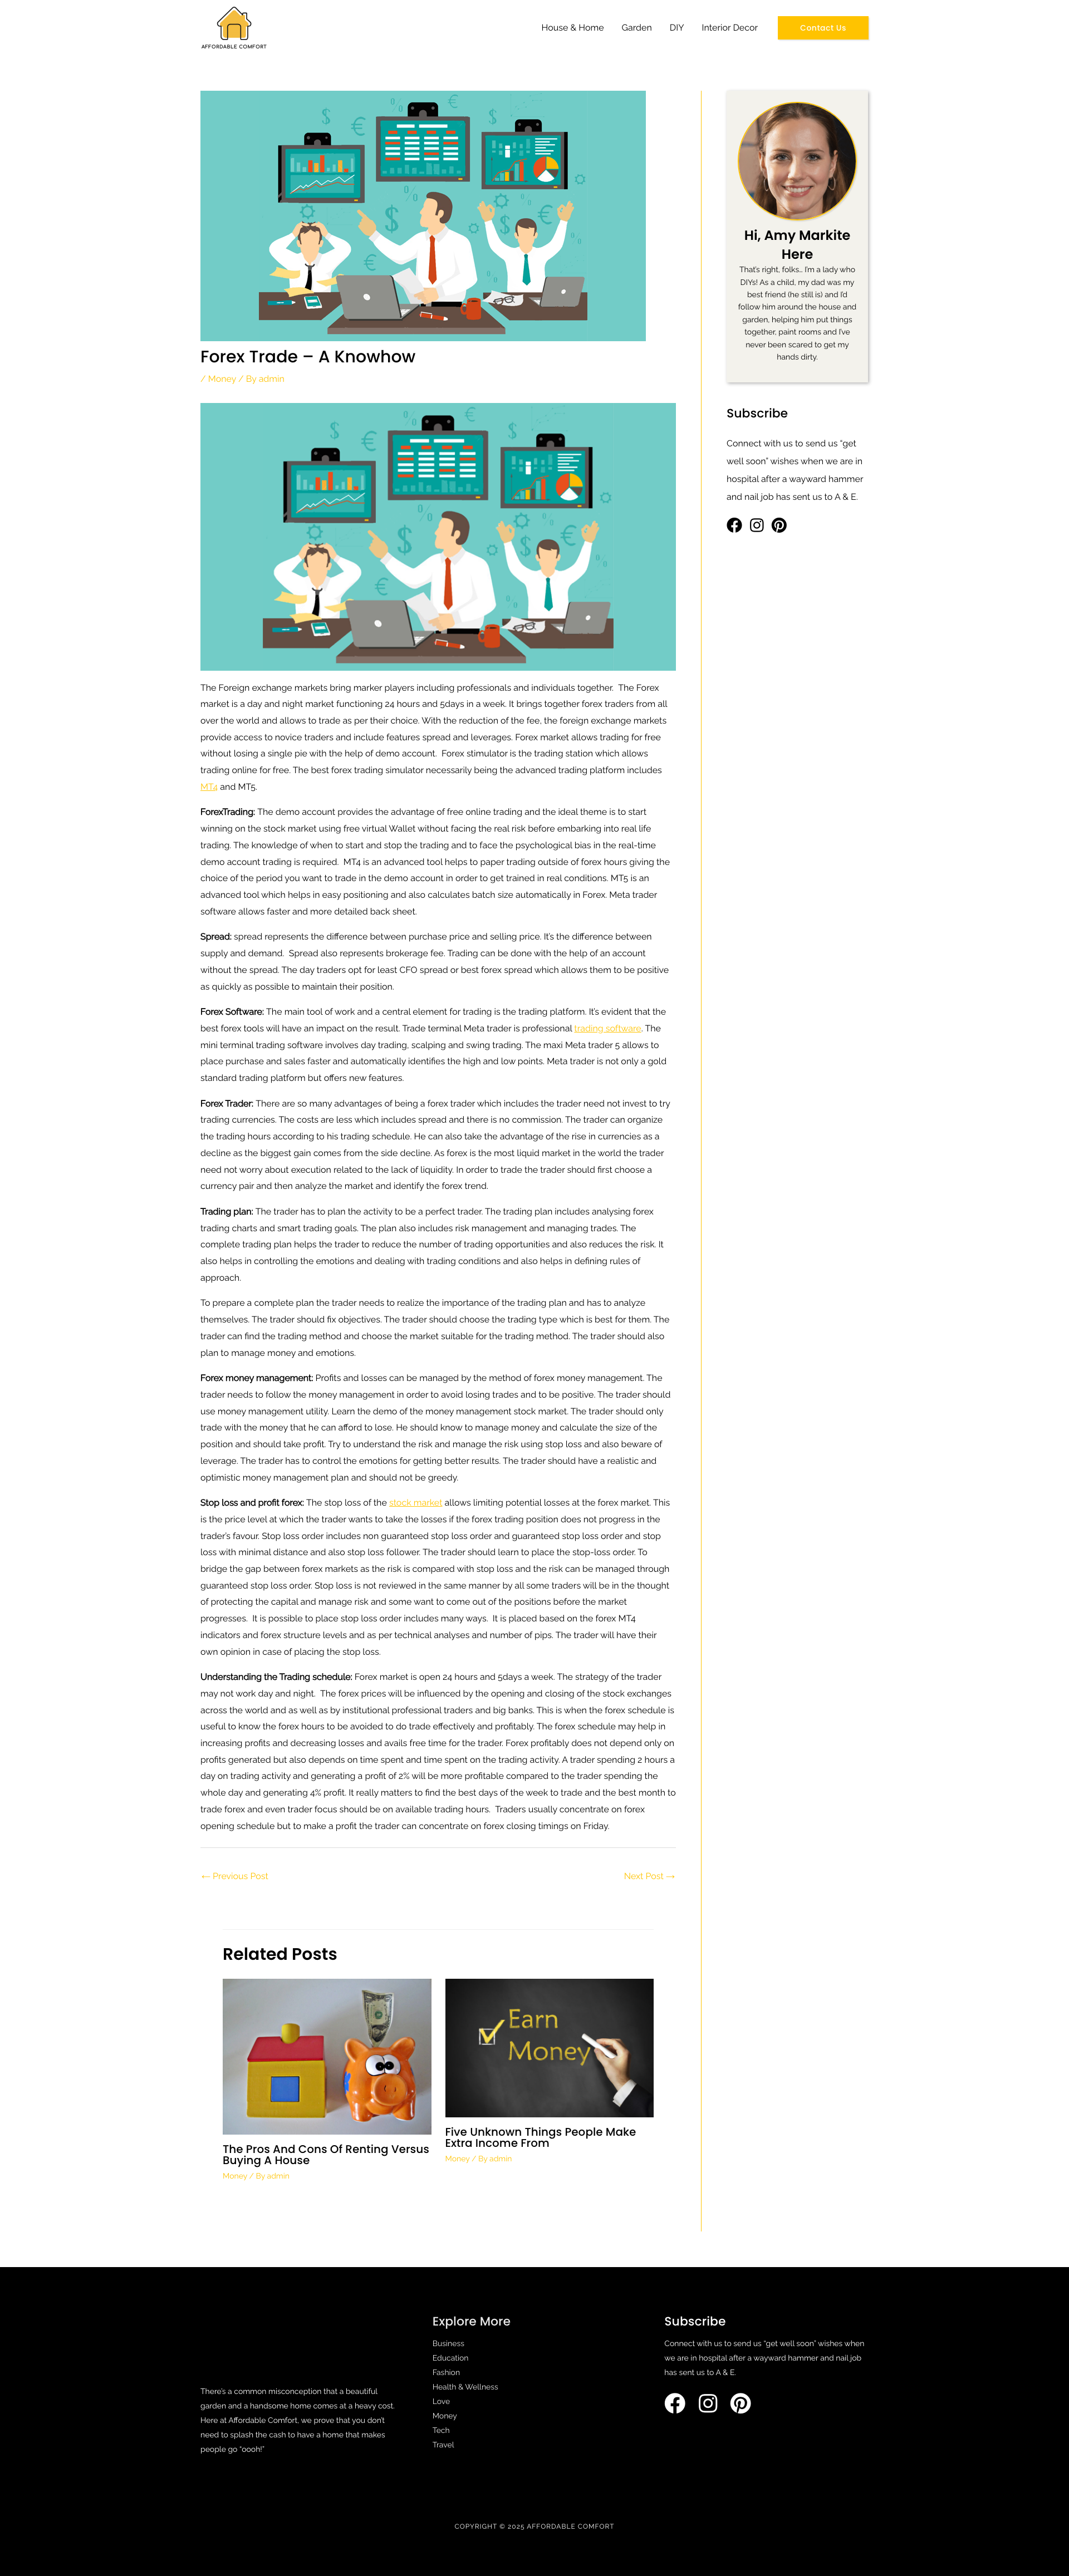 AFFORDABLE COMFORT
House & Home
Garden
DIY
Interior Decor
Contact Us
Forex Trade – A Knowhow
/ Money / By admin
The Foreign exchange markets bring marker players including professionals and individuals together.  The Forex
market is a day and night market functioning 24 hours and 5days in a week. It brings together forex traders from all
over the world and allows to trade as per their choice. With the reduction of the fee, the foreign exchange markets
provide access to novice traders and include features spread and leverages. Forex market allows trading for free
without losing a single pie with the help of demo account.  Forex stimulator is the trading station which allows
trading online for free. The best forex trading simulator necessarily being the advanced trading platform includes
MT4 and MT5.
ForexTrading: The demo account provides the advantage of free online trading and the ideal theme is to start
winning on the stock market using free virtual Wallet without facing the real risk before embarking into real life
trading. The knowledge of when to start and stop the trading and to face the psychological bias in the real-time
demo account trading is required.  MT4 is an advanced tool helps to paper trading outside of forex hours giving the
choice of the period you want to trade in the demo account in order to get trained in real conditions. MT5 is an
advanced tool which helps in easy positioning and also calculates batch size automatically in Forex. Meta trader
software allows faster and more detailed back sheet.
Spread: spread represents the difference between purchase price and selling price. It's the difference between
supply and demand.  Spread also represents brokerage fee. Trading can be done with the help of an account
without the spread. The day traders opt for least CFO spread or best forex spread which allows them to be positive
as quickly as possible to maintain their position.
Forex Software: The main tool of work and a central element for trading is the trading platform. It's evident that the
best forex tools will have an impact on the result. Trade terminal Meta trader is professional trading software. The
mini terminal trading software involves day trading, scalping and swing trading. The maxi Meta trader 5 allows to
place purchase and sales faster and automatically identifies the high and low points. Meta trader is not only a gold
standard trading platform but offers new features.
Forex Trader: There are so many advantages of being a forex trader which includes the trader need not invest to try
trading currencies. The costs are less which includes spread and there is no commission. The trader can organize
the trading hours according to his trading schedule. He can also take the advantage of the rise in currencies as a
decline as the biggest gain comes from the side decline. As forex is the most liquid market in the world the trader
need not worry about execution related to the lack of liquidity. In order to trade the trader should first choose a
currency pair and then analyze the market and identify the forex trend.
Trading plan: The trader has to plan the activity to be a perfect trader. The trading plan includes analysing forex
trading charts and smart trading goals. The plan also includes risk management and managing trades. The
complete trading plan helps the trader to reduce the number of trading opportunities and also reduces the risk. It
also helps in controlling the emotions and dealing with trading conditions and also helps in defining rules of
approach.
To prepare a complete plan the trader needs to realize the importance of the trading plan and has to analyze
themselves. The trader should fix objectives. The trader should choose the trading type which is best for them. The
trader can find the trading method and choose the market suitable for the trading method. The trader should also
plan to manage money and emotions.
Forex money management: Profits and losses can be managed by the method of forex money management. The
trader needs to follow the money management in order to avoid losing trades and to be positive. The trader should
use money management utility. Learn the demo of the money management stock market. The trader should only
trade with the money that he can afford to lose. He should know to manage money and calculate the size of the
position and should take profit. Try to understand the risk and manage the risk using stop loss and also beware of
leverage. The trader has to control the emotions for getting better results. The trader should have a realistic and
optimistic money management plan and should not be greedy.
Stop loss and profit forex: The stop loss of the stock market allows limiting potential losses at the forex market. This
is the price level at which the trader wants to take the losses if the forex trading position does not progress in the
trader's favour. Stop loss order includes non guaranteed stop loss order and guaranteed stop loss order and stop
loss with minimal distance and also stop loss follower. The trader should learn to place the stop-loss order. To
bridge the gap between forex markets as the risk is compared with stop loss and the risk can be managed through
guaranteed stop loss order. Stop loss is not reviewed in the same manner by all some traders will be in the thought
of protecting the capital and manage risk and some want to come out of the positions before the market
progresses.  It is possible to place stop loss order includes many ways.  It is placed based on the forex MT4
indicators and forex structure levels and as per technical analyses and number of pips. The trader will have their
own opinion in case of placing the stop loss.
Understanding the Trading schedule: Forex market is open 24 hours and 5days a week. The strategy of the trader
may not work day and night.  The forex prices will be influenced by the opening and closing of the stock exchanges
across the world and as well as by institutional professional traders and big banks. This is when the forex schedule is
useful to know the forex hours to be avoided to do trade effectively and profitably. The forex schedule may help in
increasing profits and decreasing losses and avails free time for the trader. Forex profitably does not depend only on
profits generated but also depends on time spent and time spent on the trading activity. A trader spending 2 hours a
day on trading activity and generating a profit of 2% will be more profitable compared to the trader spending the
whole day and generating 4% profit. It really matters to find the best days of the week to trade and the best month to
trade forex and even trader focus should be on available trading hours.  Traders usually concentrate on forex
opening schedule but to make a profit the trader can concentrate on forex closing timings on Friday.
← Previous Post
Next Post →
Related Posts
Earn
Money
The Pros And Cons Of Renting Versus
Buying A House
Money / By admin
Five Unknown Things People Make
Extra Income From
Money / By admin
Hi, Amy Markite
Here
That's right, folks… I'm a lady who
DIYs! As a child, my dad was my
best friend (he still is) and I'd
follow him around the house and
garden, helping him put things
together, paint rooms and I've
never been scared to get my
hands dirty.
Subscribe
Connect with us to send us "get
well soon" wishes when we are in
hospital after a wayward hammer
and nail job has sent us to A & E.
There's a common misconception that a beautiful
garden and a handsome home comes at a heavy cost.
Here at Affordable Comfort, we prove that you don't
need to splash the cash to have a home that makes
people go "oooh!"
Explore More
Business
Education
Fashion
Health & Wellness
Love
Money
Tech
Travel
Subscribe
Connect with us to send us "get well soon" wishes when
we are in hospital after a wayward hammer and nail job
has sent us to A & E.
COPYRIGHT © 2025 AFFORDABLE COMFORT